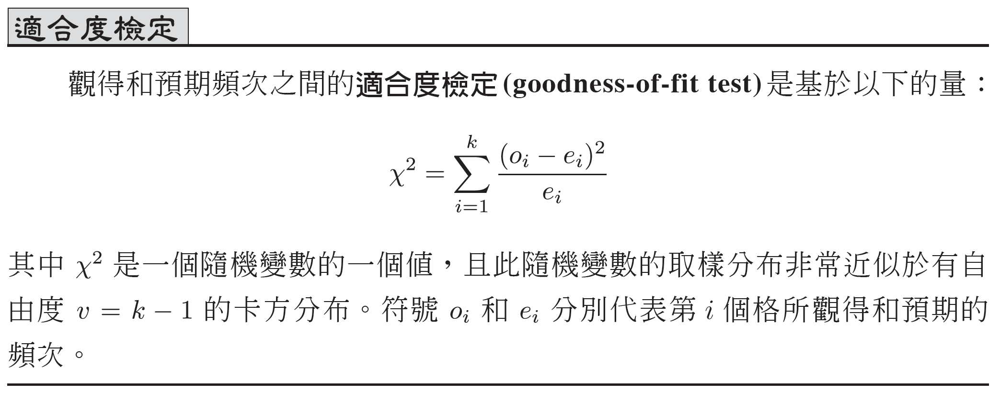 適合度檢定
觀得和預期頻次之間的適合度檢定(goodness-of-fit test)是基於以下的量：
χ² = \sum_{i=1}^{k} \frac{(o_i − e_i)^2}{e_i}
其中 χ² 是一個隨機變數的一個值，且此隨機變數的取樣分布非常近似於有自
由度 v = k − 1 的卡方分布。符號 o_i 和 e_i 分別代表第 i 個格所觀得和預期的
頻次。